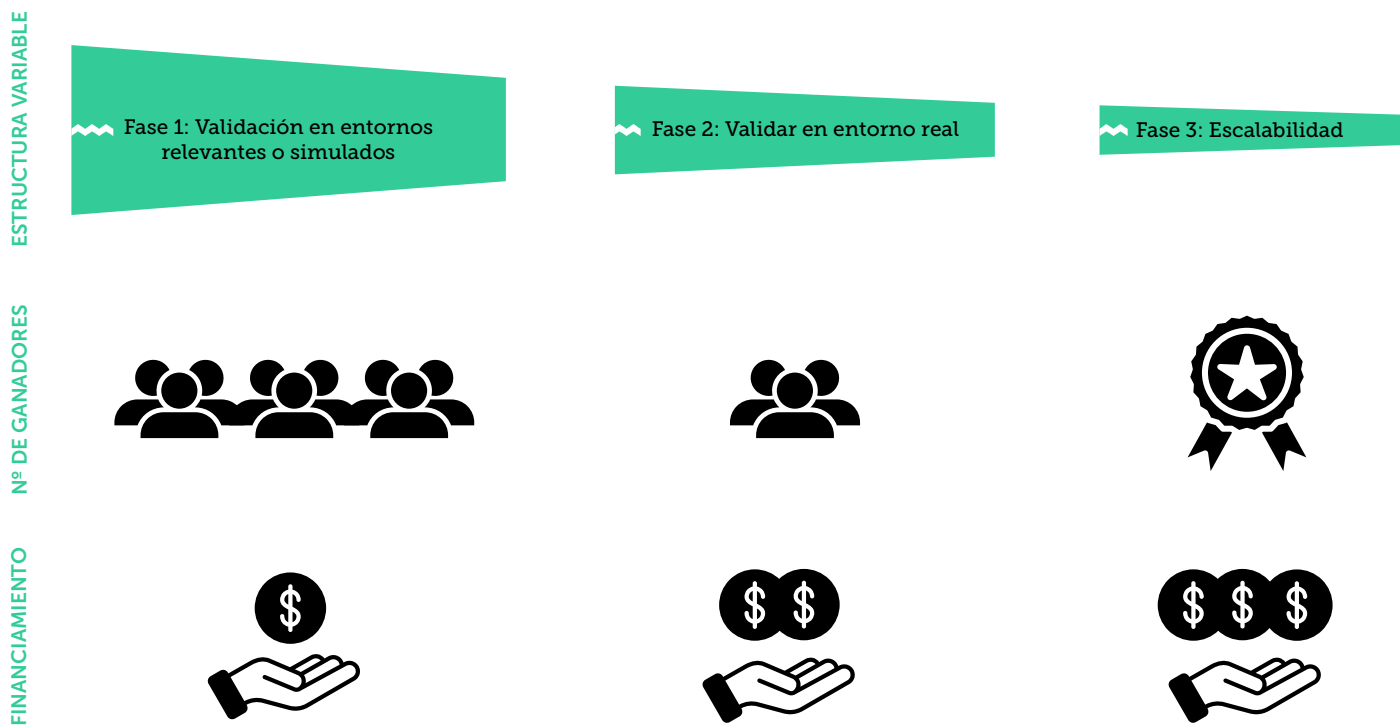 ESTRUCTURA VARIABLE
Fase 1: Validación en entornos
relevantes o simulados
Fase 2: Validar en entorno real
Fase 3: Escalabilidad
Nº DE GANADORES
FINANCIAMIENTO
$
$ $
$ $ $